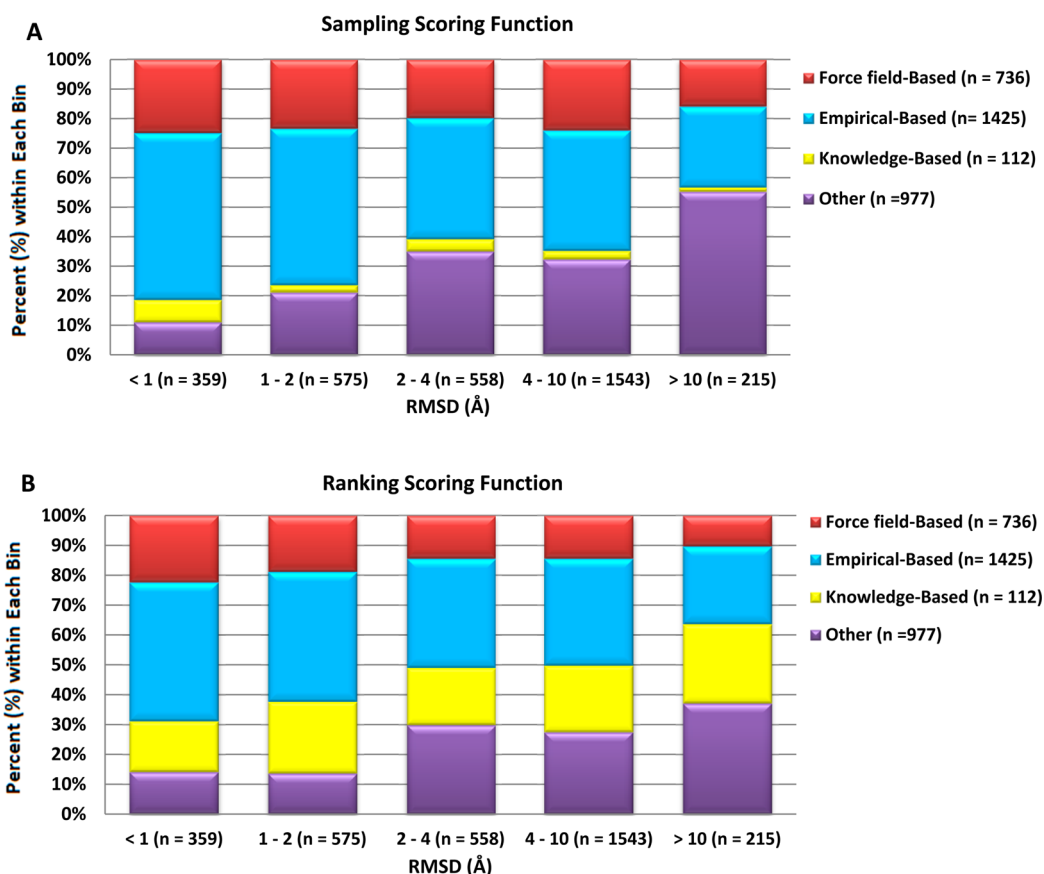 A
Sampling Scoring Function
Percent (%) within Each Bin
100%
90%
80%
70%
60%
50%
40%
30%
20%
10%
0%
< 1 (n = 359)
1 - 2 (n = 575)
2 - 4 (n = 558)
4 - 10 (n = 1543)
> 10 (n = 215)
RMSD (Å)
Force field-Based (n = 736)
Empirical-Based (n= 1425)
Knowledge-Based (n = 112)
Other (n =977)
B
Ranking Scoring Function
Percent (%) within Each Bin
100%
90%
80%
70%
60%
50%
40%
30%
20%
10%
0%
< 1 (n = 359)
1 - 2 (n = 575)
2 - 4 (n = 558)
4 - 10 (n = 1543)
> 10 (n = 215)
RMSD (Å)
Force field-Based (n = 736)
Empirical-Based (n= 1425)
Knowledge-Based (n = 112)
Other (n =977)